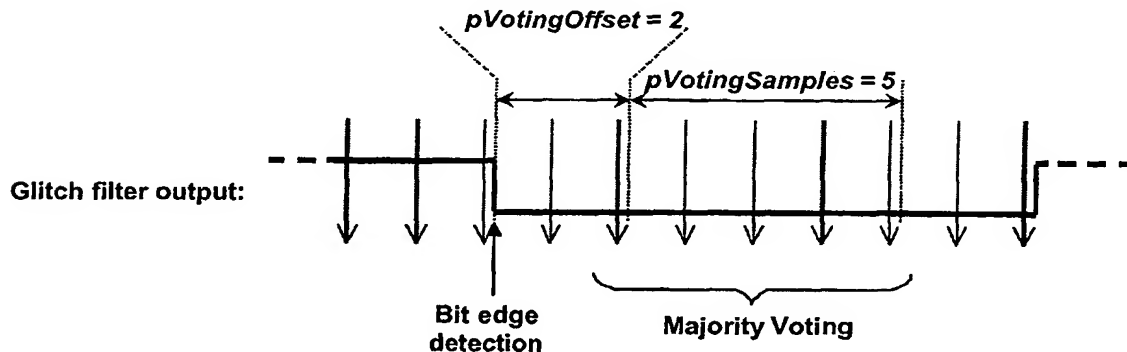 pVotingOffset = 2
pVotingSamples = 5
Glitch filter output:
Bit edge
detection
Majority Voting